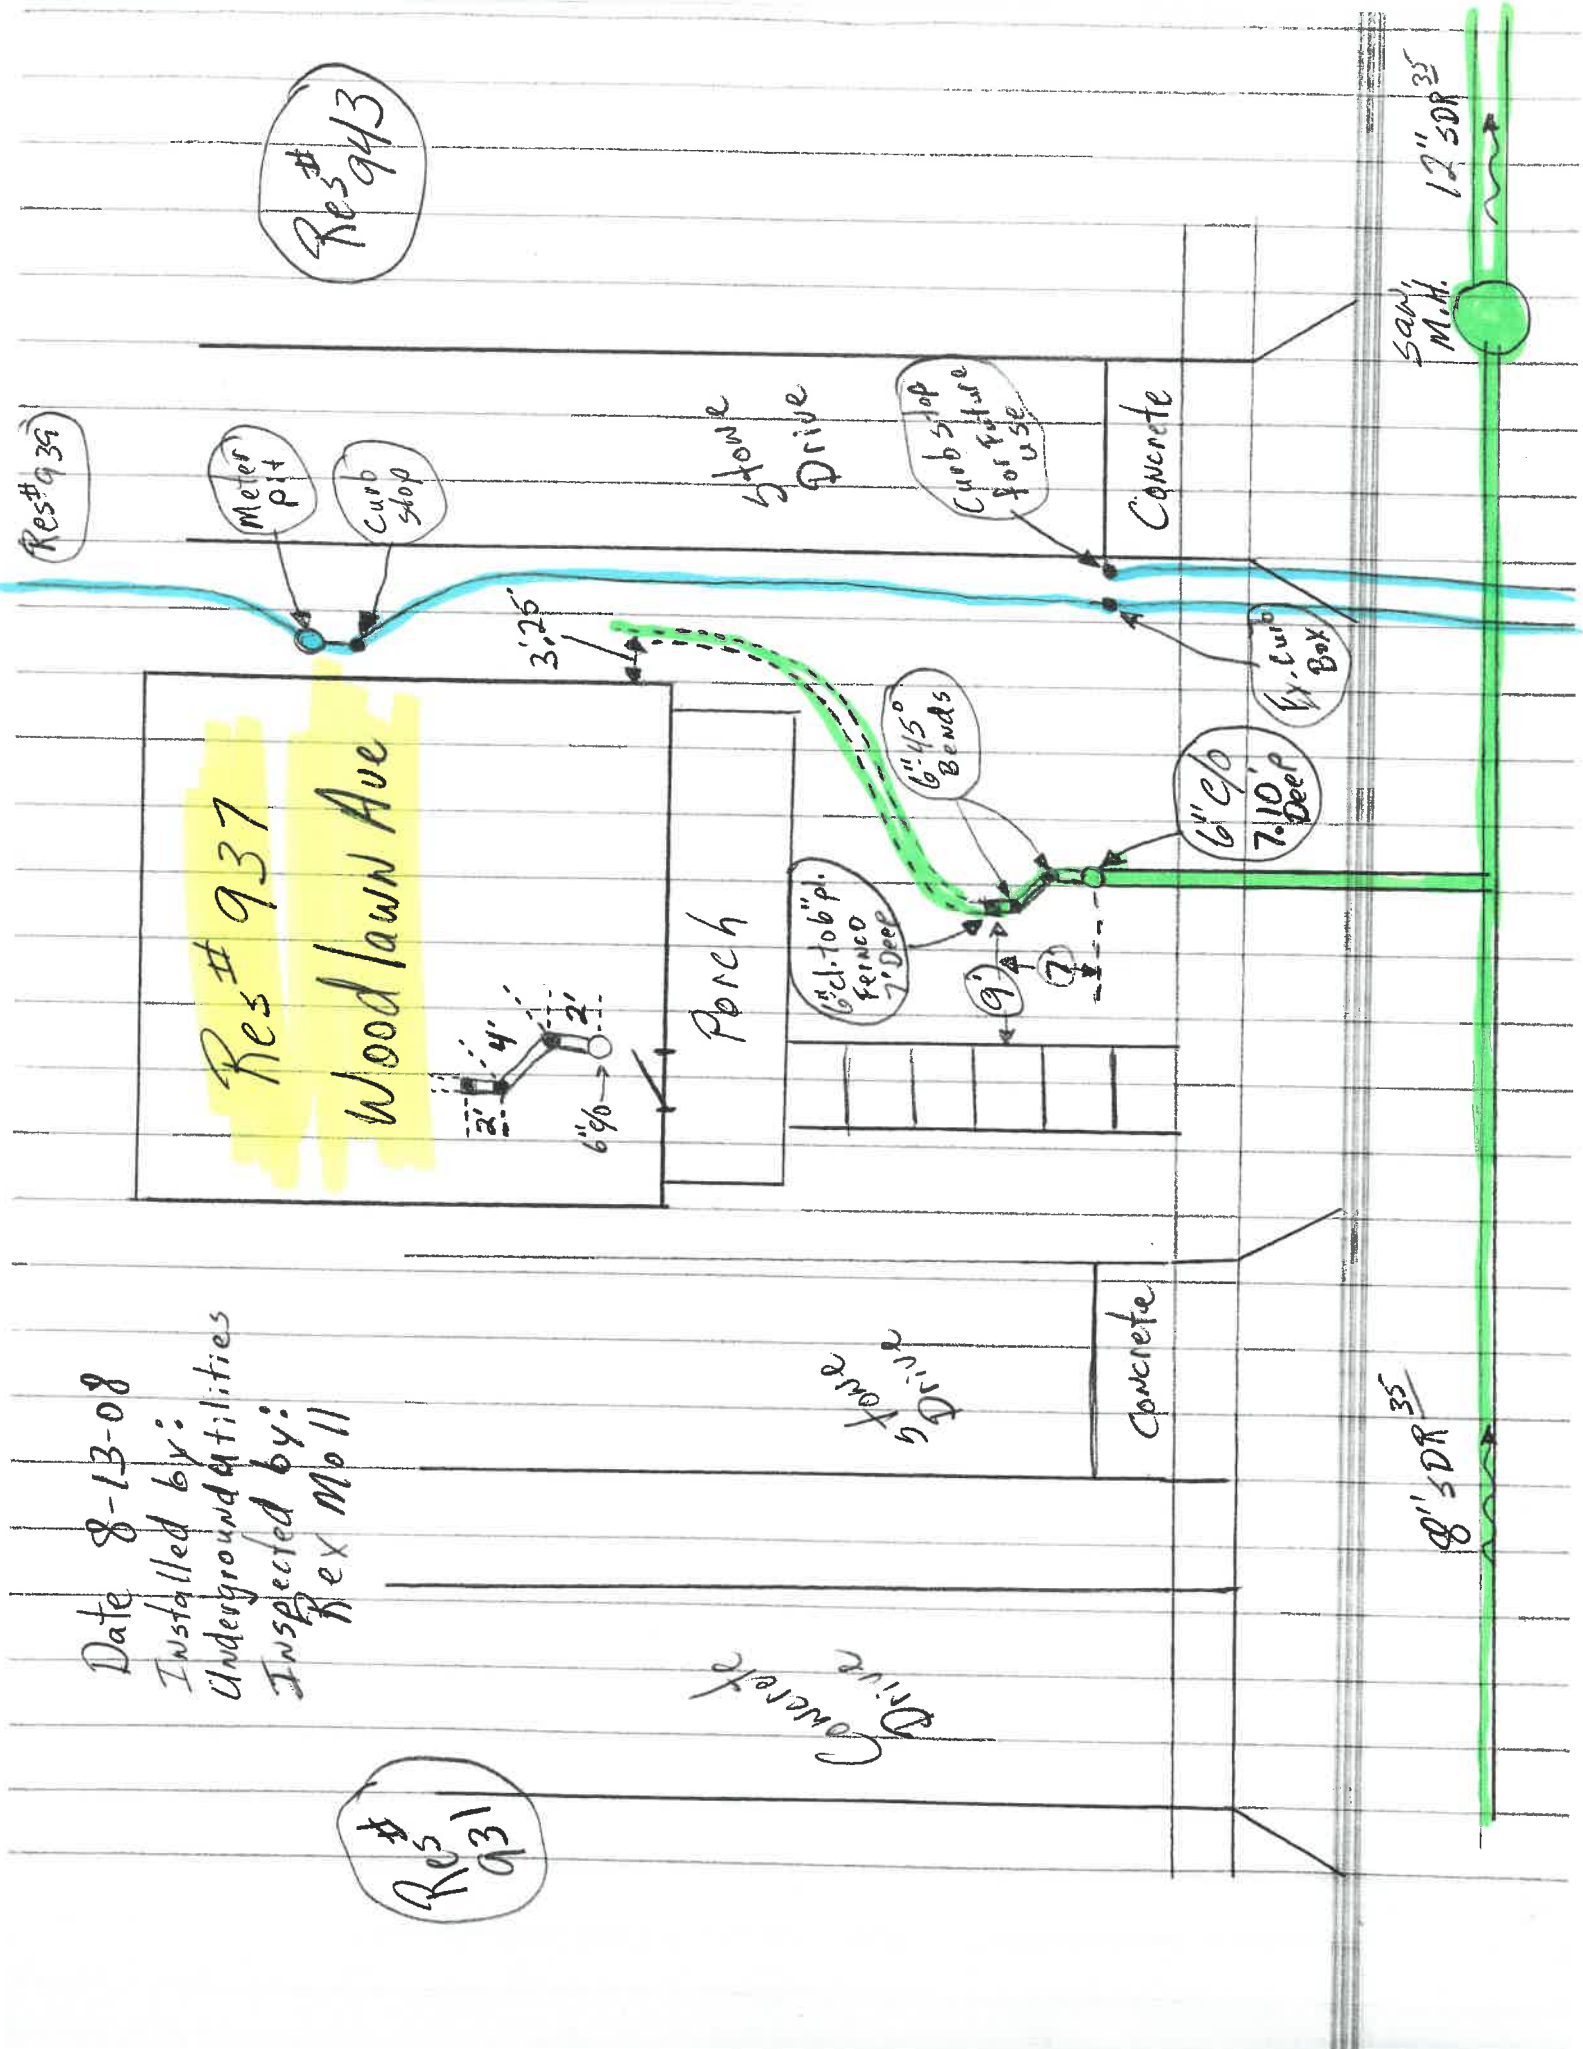 Date 8-13-08
Installed by:
Underground utilities
Inspected by:
Rex Moll
Res #
931
Concrete
Drive
Stone
Drive
Concrete
8" SDR 35
Res # 937
Woodlawn Ave
2'
4'
2'
6" c/o
Porch
6" cl. to 6" pl.
Fernco
7' Deep
9'
7'
6"-45°
Bends
6" c/o
7.10'
Deep
3.25'
Res # 939
Meter
pit
Curb
stop
Stone
Drive
Curb stop
for Future
use
Concrete
Ex. Curb
Box
Res #
943
San.
M.H.
12" SDR 35